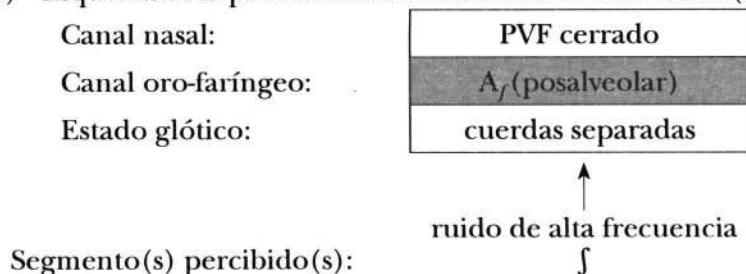 Canal nasal: PVF cerrado
Canal oro-faríngeo: A_f (posalveolar)
Estado glótico: cuerdas separadas
ruido de alta frecuencia
Segmento(s) percibido(s): ʃ